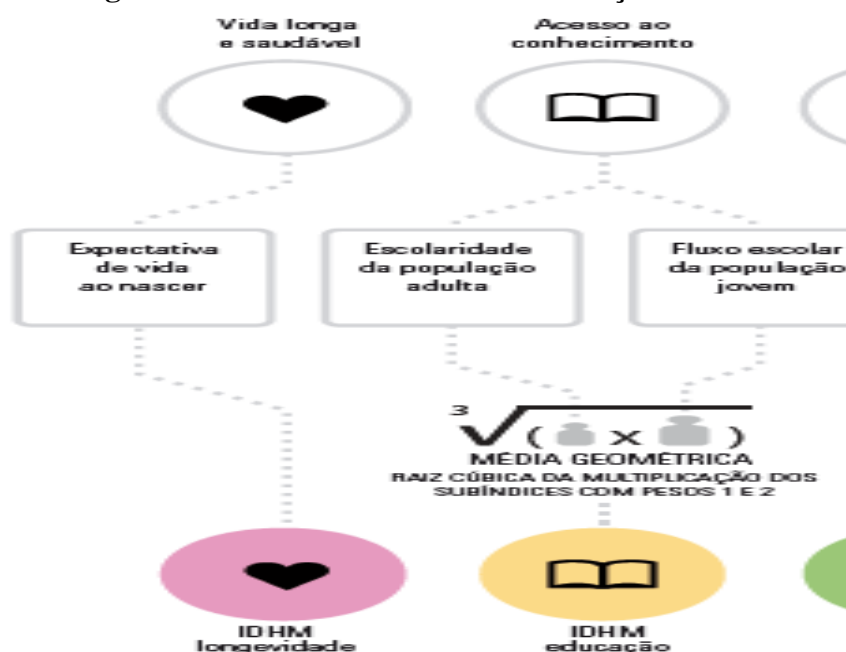 Vida longa
e saudável
Acesso ao
conhecimento
Expectativa
de vida
ao nascer
Escolaridade
da população
adulta
Fluxo escolar
da população
jovem
3
( x )
MÉDIA GEOMÉTRICA
RAIZ CÚBICA DA MULTIPLICAÇÃO DOS
SUBÍNDICES COM PESOS 1 E 2
IDHM
longevidade
IDHM
educação